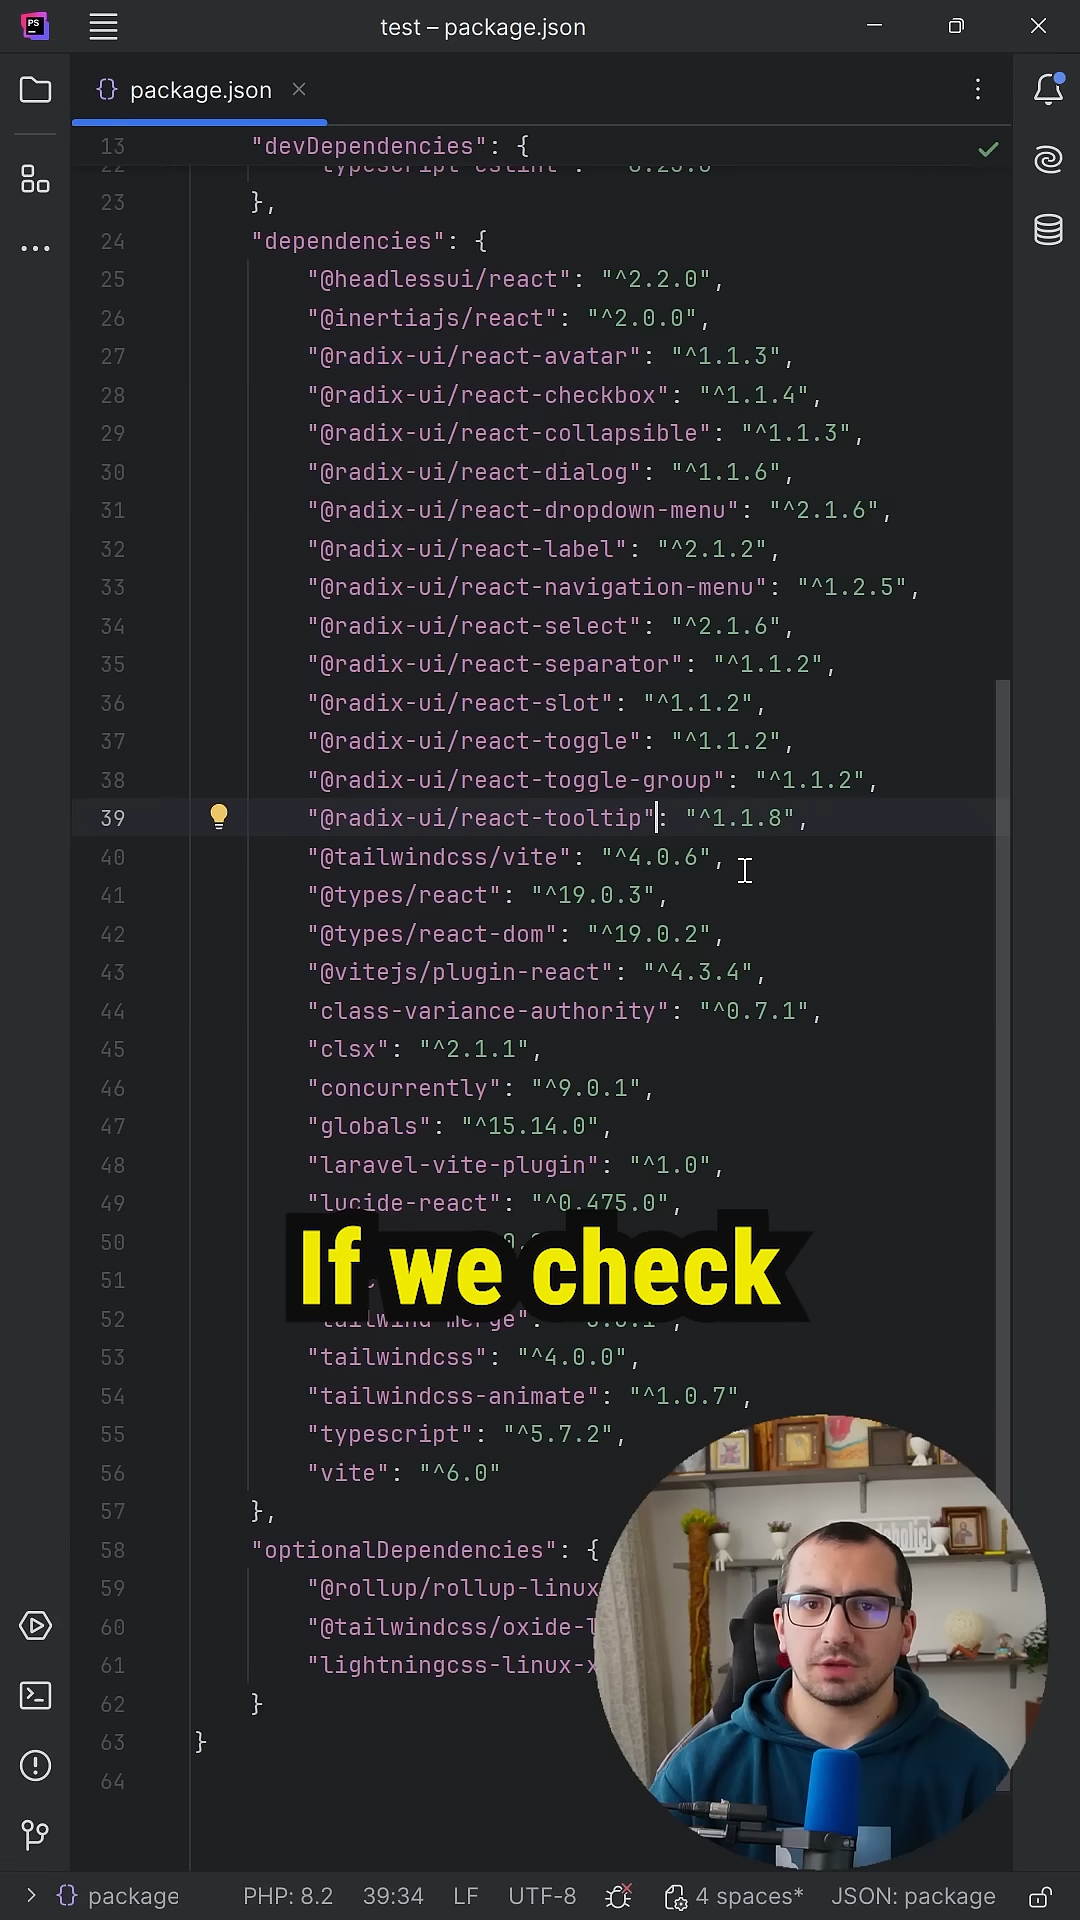 PS
test – package.json
{} package.json
13 "devDependencies": {
22
23 },
24 "dependencies": {
25 "@headlessui/react": "^2.2.0",
26 "@inertiajs/react": "^2.0.0",
27 "@radix-ui/react-avatar": "^1.1.3",
28 "@radix-ui/react-checkbox": "^1.1.4",
29 "@radix-ui/react-collapsible": "^1.1.3",
30 "@radix-ui/react-dialog": "^1.1.6",
31 "@radix-ui/react-dropdown-menu": "^2.1.6",
32 "@radix-ui/react-label": "^2.1.2",
33 "@radix-ui/react-navigation-menu": "^1.2.5",
34 "@radix-ui/react-select": "^2.1.6",
35 "@radix-ui/react-separator": "^1.1.2",
36 "@radix-ui/react-slot": "^1.1.2",
37 "@radix-ui/react-toggle": "^1.1.2",
38 "@radix-ui/react-toggle-group": "^1.1.2",
39 "@radix-ui/react-tooltip": "^1.1.8",
40 "@tailwindcss/vite": "^4.0.6",
41 "@types/react": "^19.0.3",
42 "@types/react-dom": "^19.0.2",
43 "@vitejs/plugin-react": "^4.3.4",
44 "class-variance-authority": "^0.7.1",
45 "clsx": "^2.1.1",
46 "concurrently": "^9.0.1",
47 "globals": "^15.14.0",
48 "laravel-vite-plugin": "^1.0",
49 "lucide-react": "^0.475.0",
50
If we check
51
52 "tailwind-merge":
53 "tailwindcss": "^4.0.0",
54 "tailwindcss-animate": "^1.0.7",
55 "typescript": "^5.7.2",
56 "vite": "^6.0"
57 },
58 "optionalDependencies": {
59 "@rollup/rollup-linux
60 "@tailwindcss/oxide-l
61 "lightningcss-linux-x
62 }
63 }
64
{} package PHP: 8.2 39:34 LF UTF-8 4 spaces* JSON: package